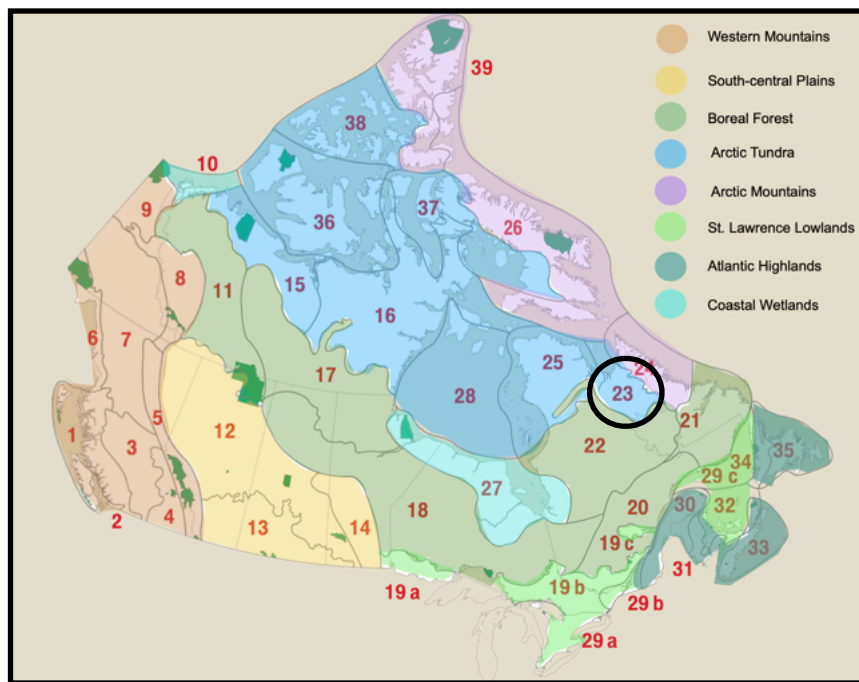 39
Western Mountains
South-central Plains
38
Boreal Forest
Arctic Tundra
10
Arctic Mountains
9
36
37
26
St. Lawrence Lowlands
8
Atlantic Highlands
11
15
16
Coastal Wetlands
6
7
25
24
17
28
23
5
12
1
3
22
21
34
35
29 c
27
32
18
20
30
2
4
13
14
19 c
33
31
19 a
19 b
29 b
29 a